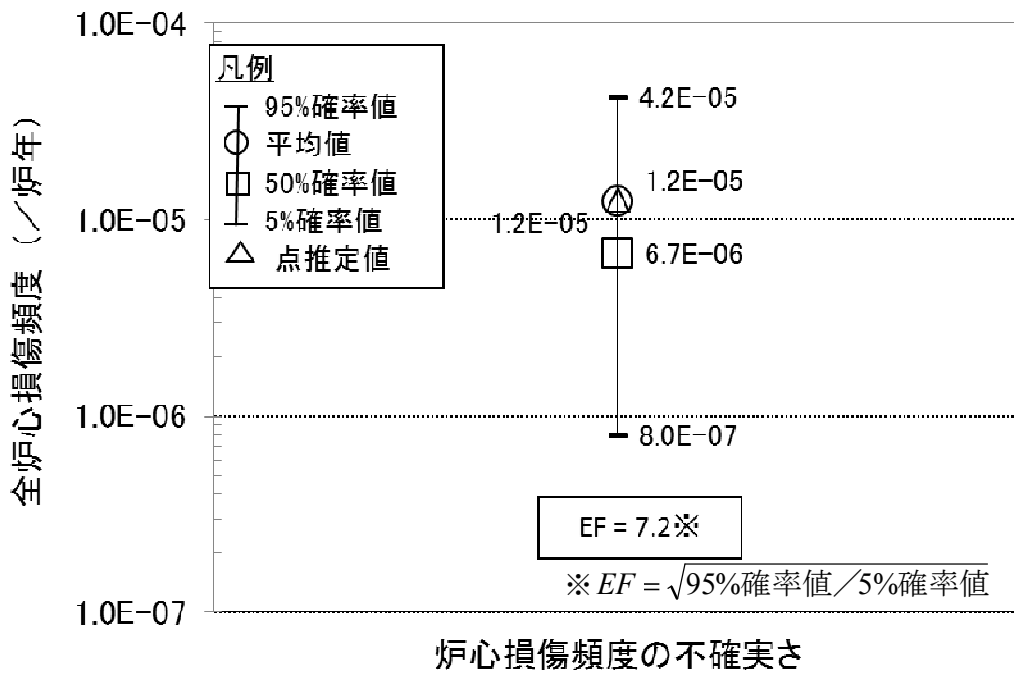 全炉心損傷頻度（／炉年）
1.0E-04
1.0E-05
1.0E-06
1.0E-07
凡例
95%確率値
平均値
50%確率値
5%確率値
点推定値
4.2E-05
1.2E-05
1.2E-05
6.7E-06
8.0E-07
EF = 7.2※
※ EF = √95%確率値／5%確率値
炉心損傷頻度の不確実さ